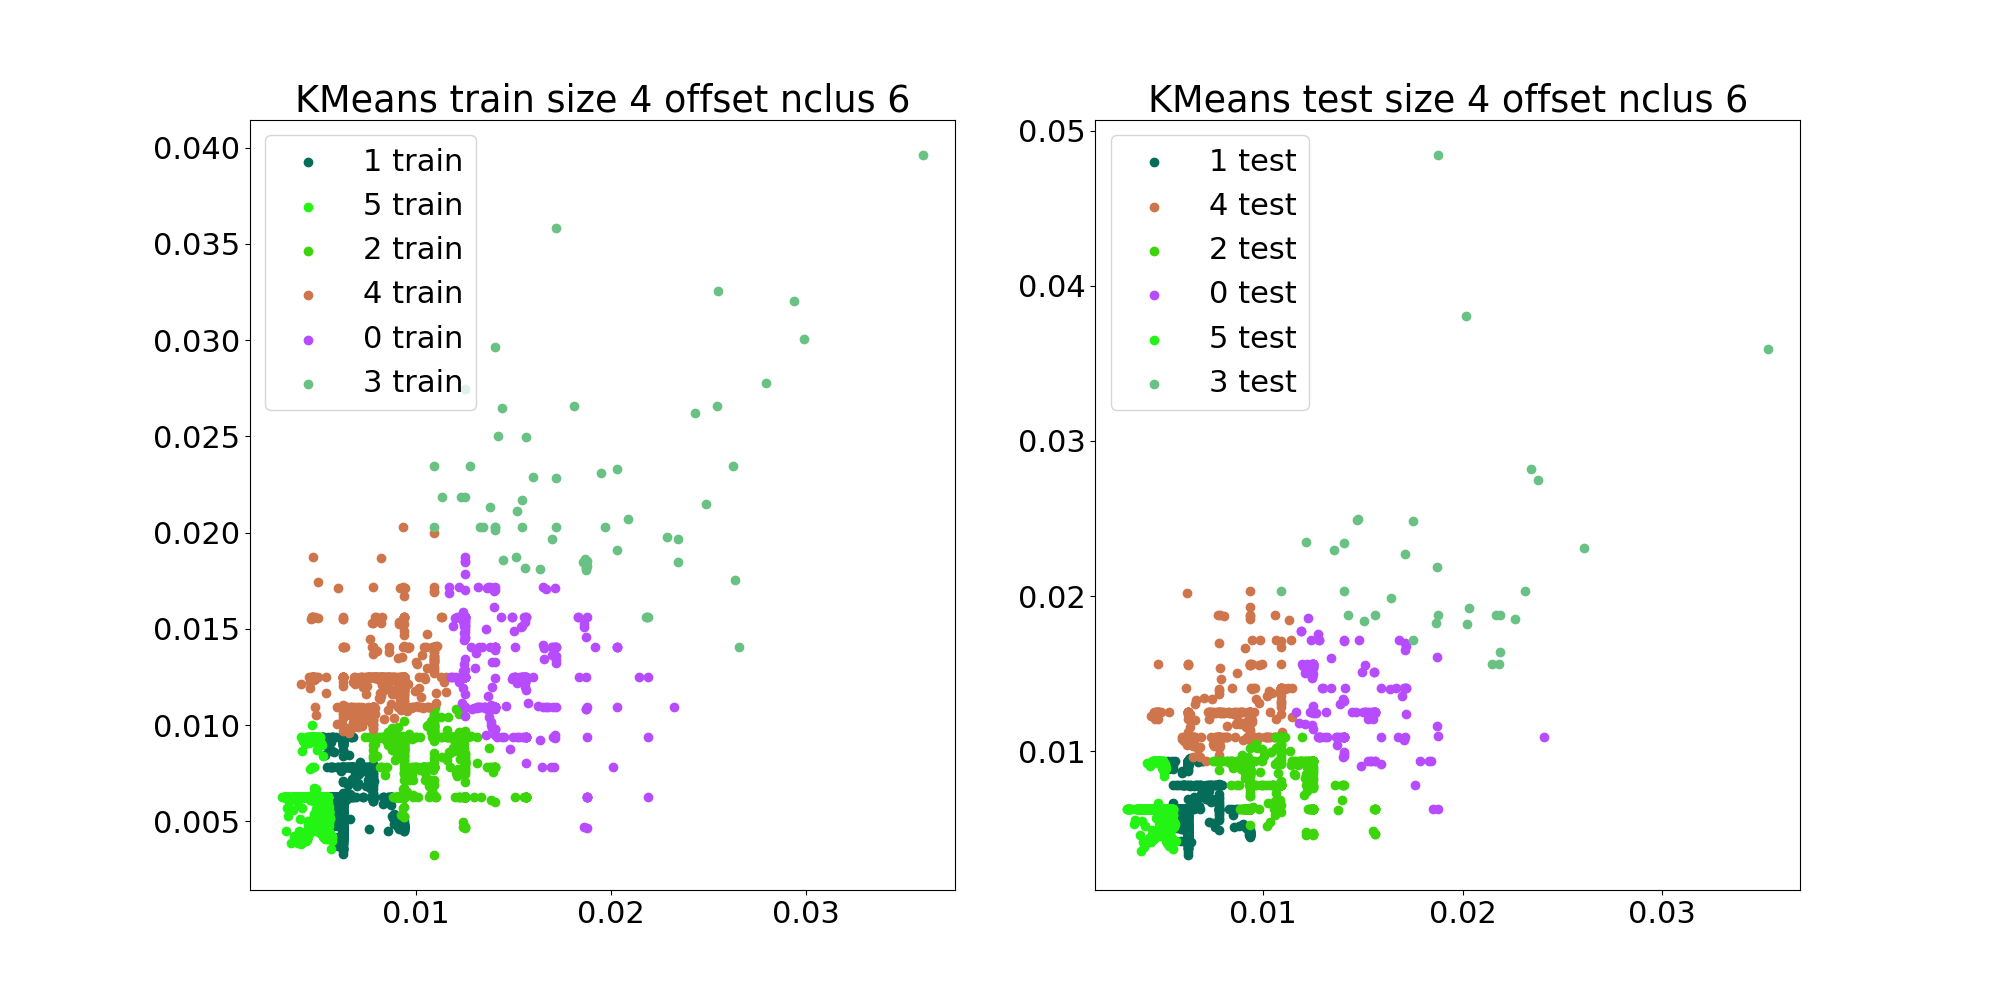 KMeans train size 4 offset nclus 6
0.040
0.035
0.030
0.025
0.020
0.015
0.010
0.005
1 train
5 train
2 train
4 train
0 train
3 train
0.01 0.02 0.03
KMeans test size 4 offset nclus 6
0.05
0.04
0.03
0.02
0.01
1 test
4 test
2 test
0 test
5 test
3 test
0.01 0.02 0.03